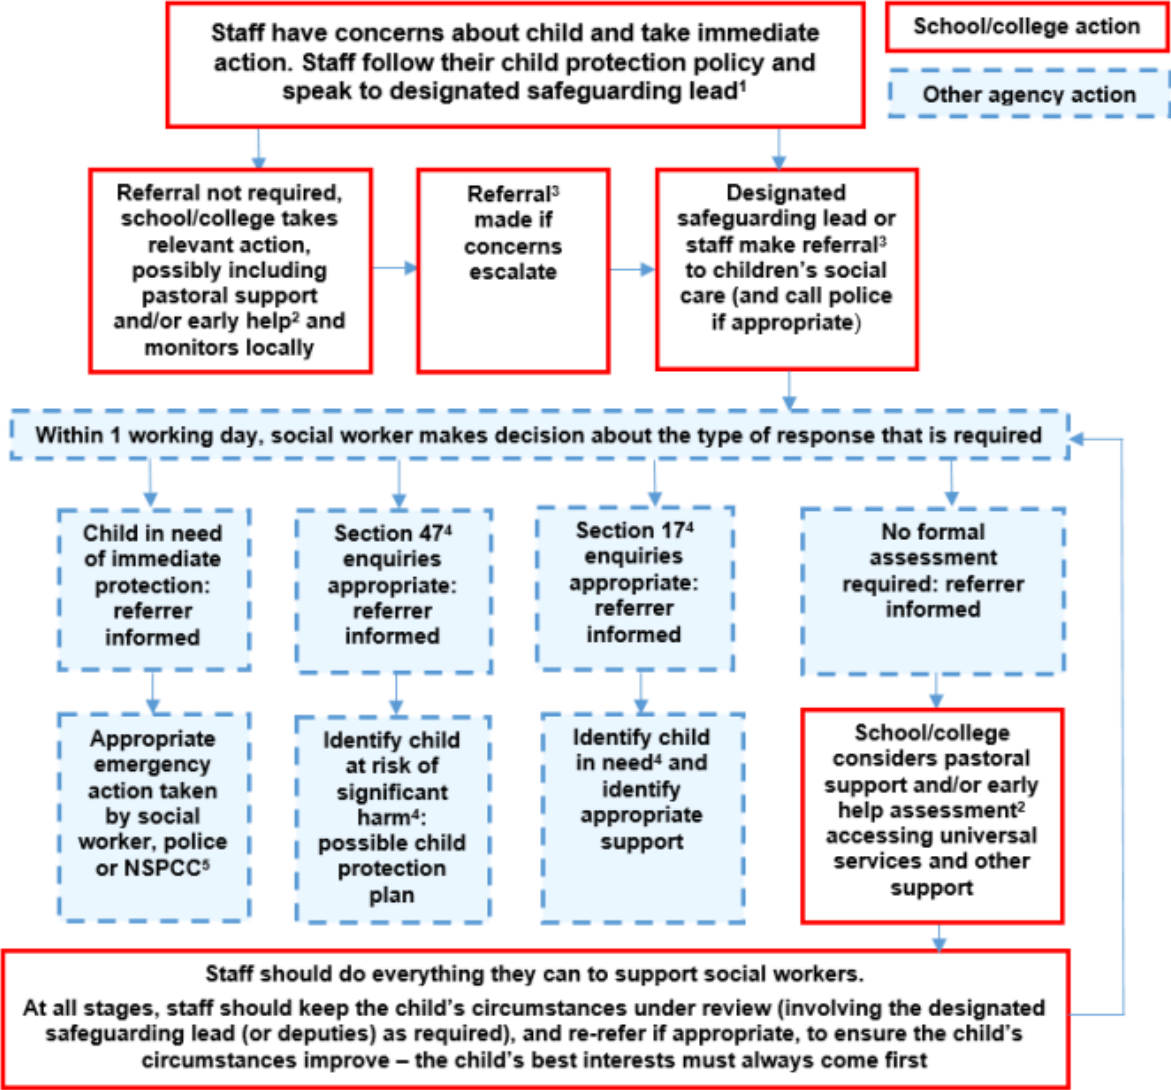 Staff have concerns about child and take immediate
action. Staff follow their child protection policy and
speak to designated safeguarding lead¹
School/college action
Other agency action
Referral not required,
school/college takes
relevant action,
possibly including
pastoral support
and/or early help² and
monitors locally
Referral³
made if
concerns
escalate
Designated
safeguarding lead or
staff make referral³
to children’s social
care (and call police
if appropriate)
Within 1 working day, social worker makes decision about the type of response that is required
Child in need
of immediate
protection:
referrer
informed
Section 47⁴
enquiries
appropriate:
referrer
informed
Section 17⁴
enquiries
appropriate:
referrer
informed
No formal
assessment
required: referrer
informed
Appropriate
emergency
action taken
by social
worker, police
or NSPCC⁵
Identify child
at risk of
significant
harm⁴:
possible child
protection
plan
Identify child
in need⁴ and
identify
appropriate
support
School/college
considers pastoral
support and/or early
help assessment²
accessing universal
services and other
support
Staff should do everything they can to support social workers.
At all stages, staff should keep the child’s circumstances under review (involving the designated
safeguarding lead (or deputies) as required), and re-refer if appropriate, to ensure the child’s
circumstances improve – the child’s best interests must always come first